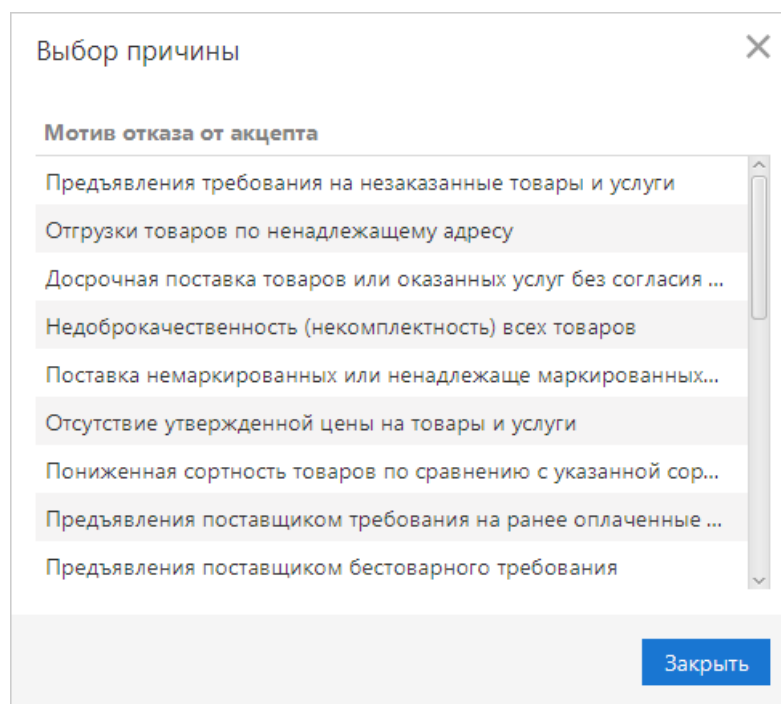 Выбор причины
Мотив отказа от акцепта
Предъявления требования на незаказанные товары и услуги
Отгрузки товаров по ненадлежащему адресу
Досрочная поставка товаров или оказанных услуг без согласия ...
Недоброкачественность (некомплектность) всех товаров
Поставка немаркированных или ненадлежаще маркированных...
Отсутствие утвержденной цены на товары и услуги
Пониженная сортность товаров по сравнению с указанной сор...
Предъявления поставщиком требования на ранее оплаченные ...
Предъявления поставщиком бестоварного требования
Закрыть